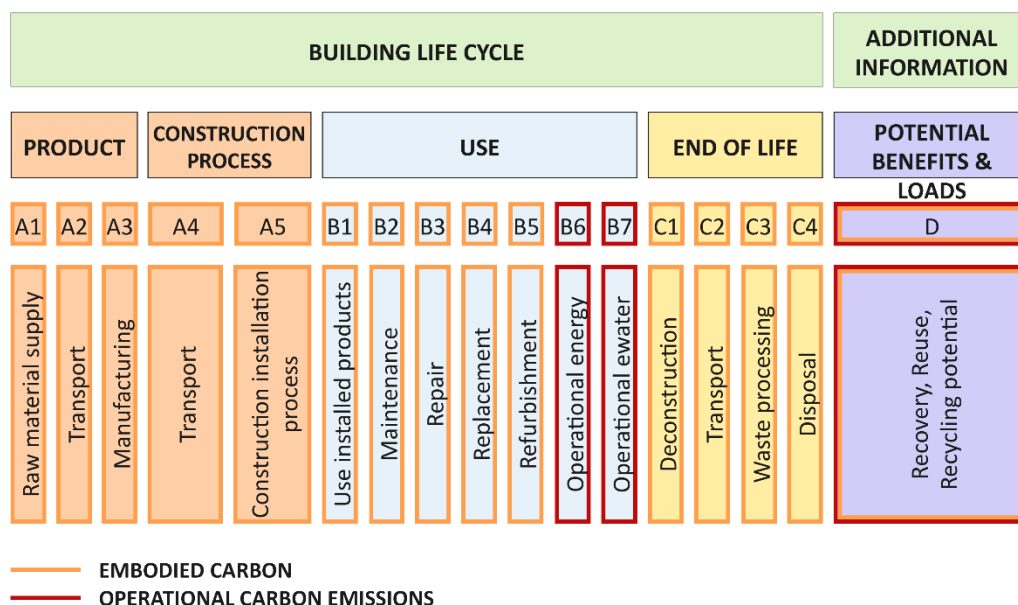 BUILDING LIFE CYCLE
ADDITIONAL
INFORMATION
PRODUCT
CONSTRUCTION
PROCESS
USE
END OF LIFE
POTENTIAL
BENEFITS &
LOADS
A1
A2
A3
A4
A5
B1
B2
B3
B4
B5
B6
B7
C1
C2
C3
C4
D
Raw material supply
Transport
Manufacturing
Transport
Construction installation
process
Use installed products
Maintenance
Repair
Replacement
Refurbishment
Operational energy
Operational ewater
Deconstruction
Transport
Waste processing
Disposal
Recovery, Reuse,
Recycling potential
EMBODIED CARBON
OPERATIONAL CARBON EMISSIONS